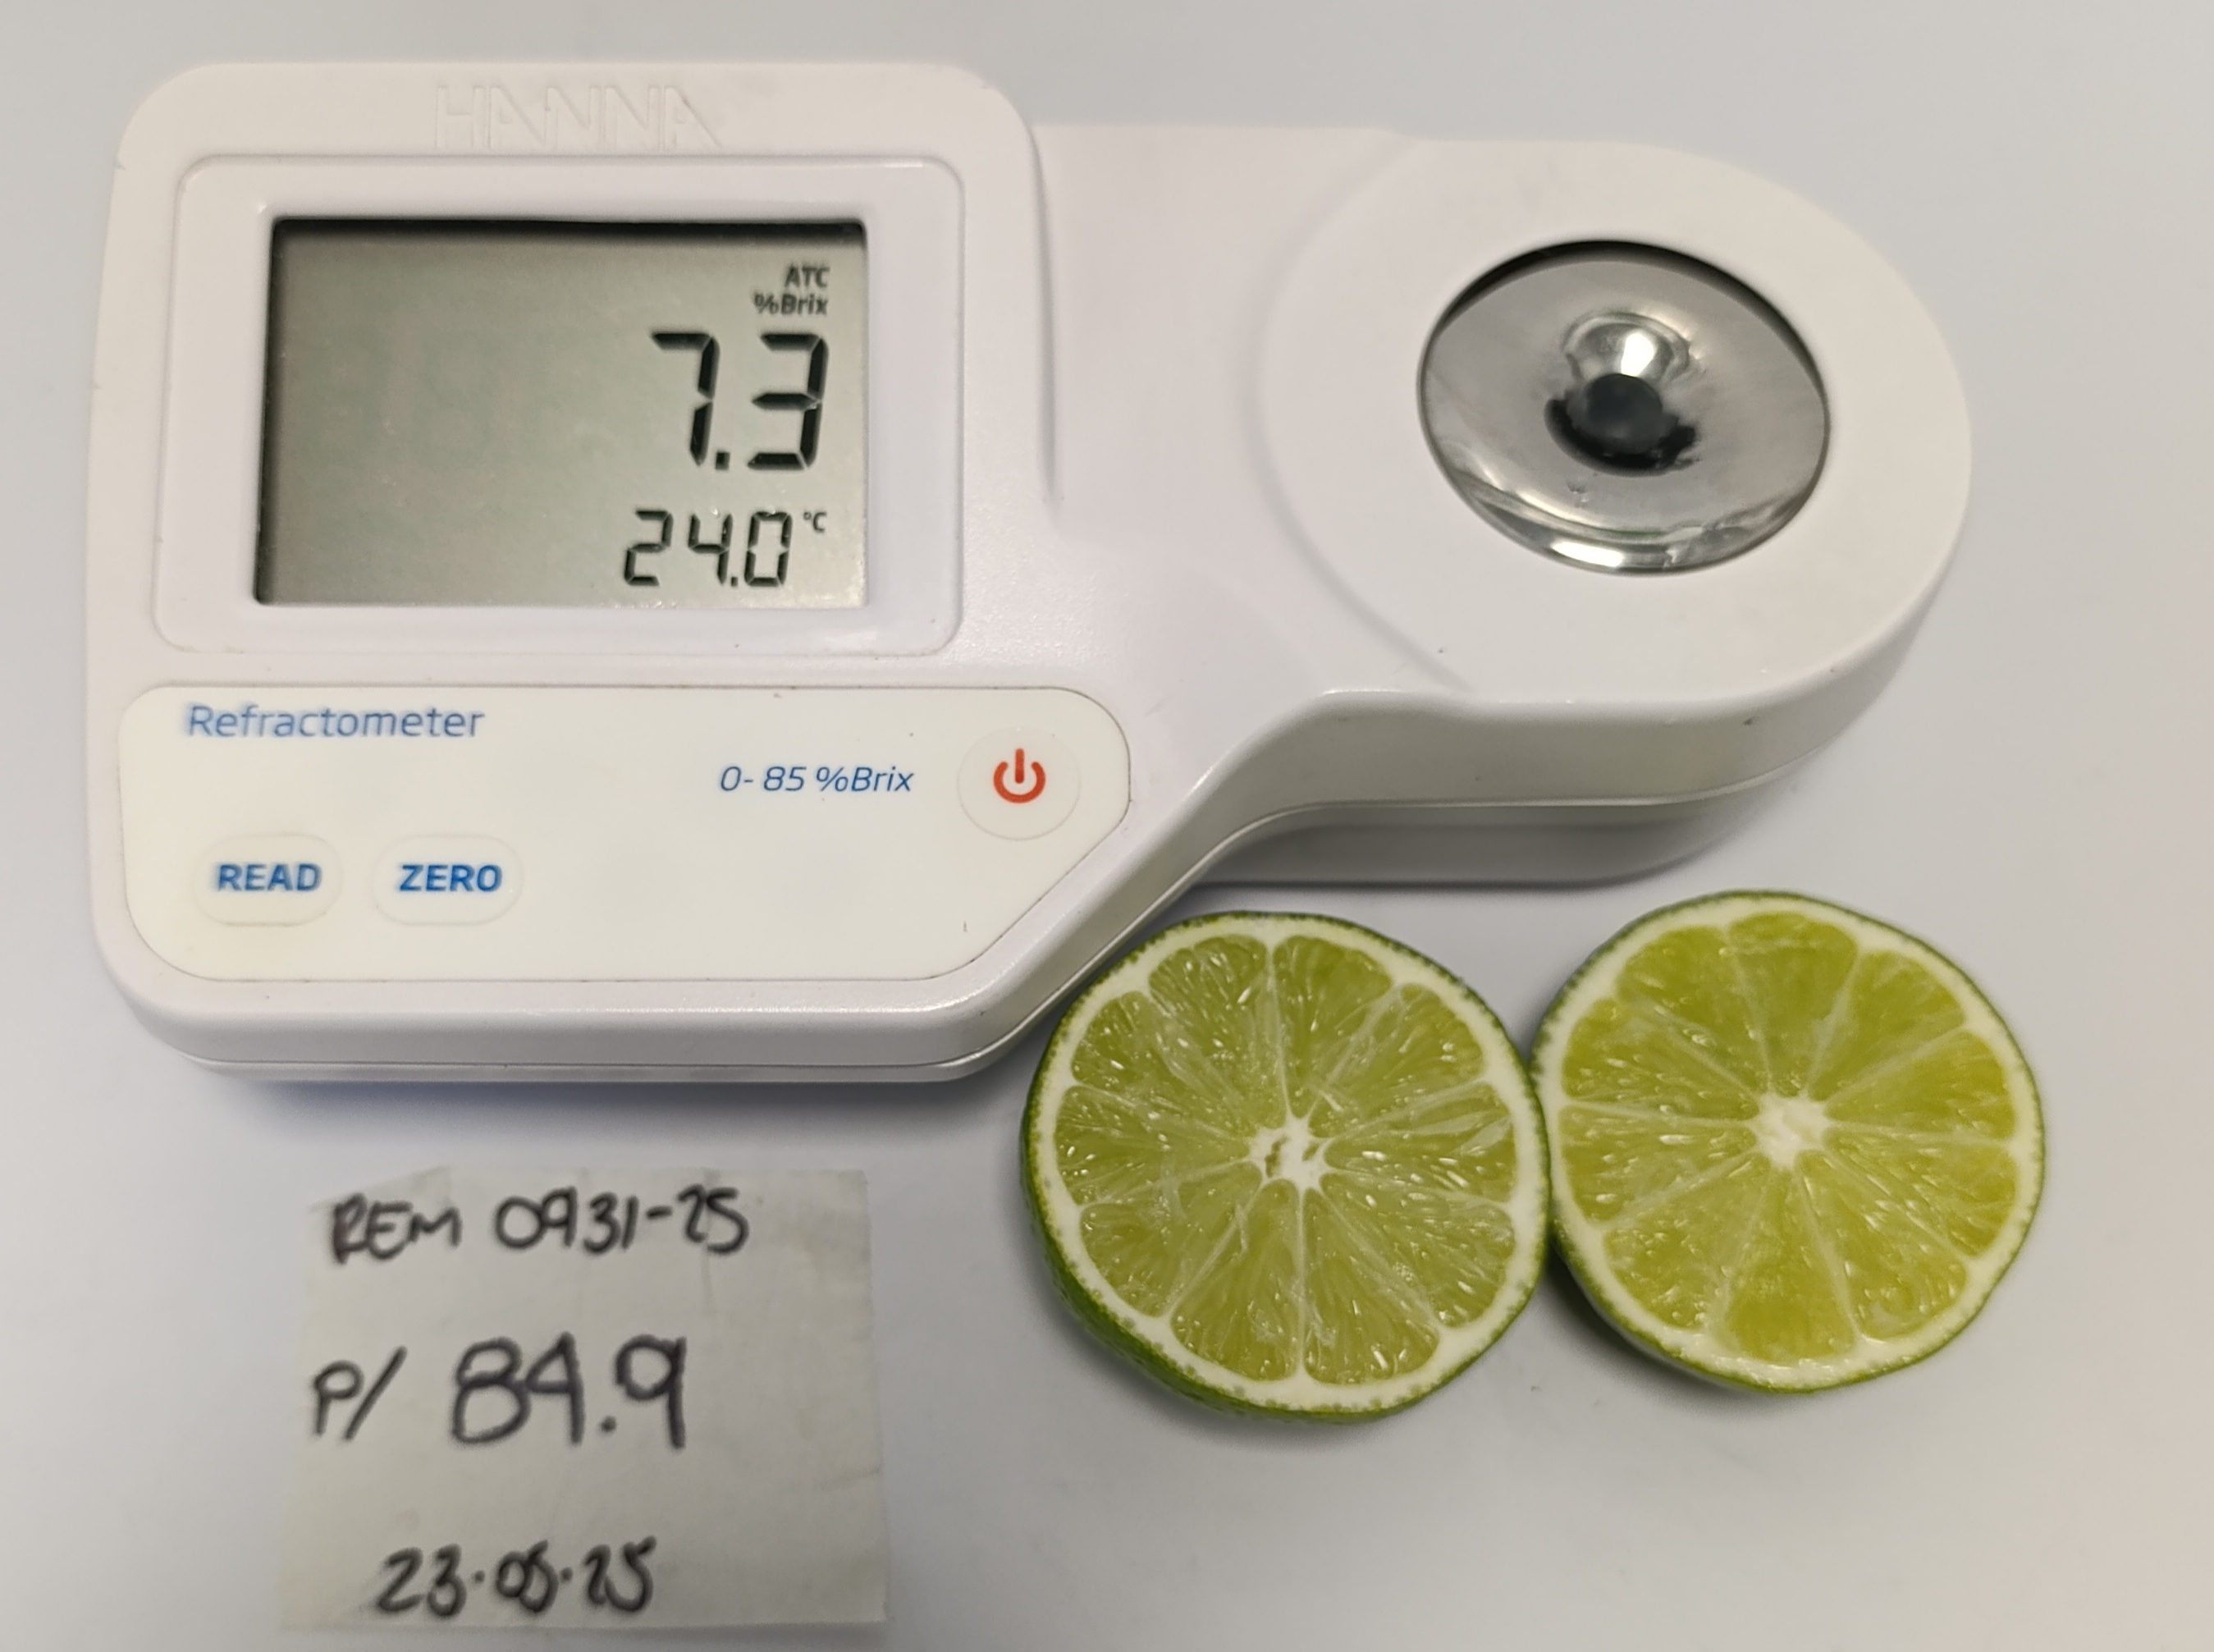 HANNA
ATC
%Brix
7.3
24.0 °C
Refractometer
0-85 %Brix
READ ZERO
REM 0931-25
P/ 84.9
23.05.25